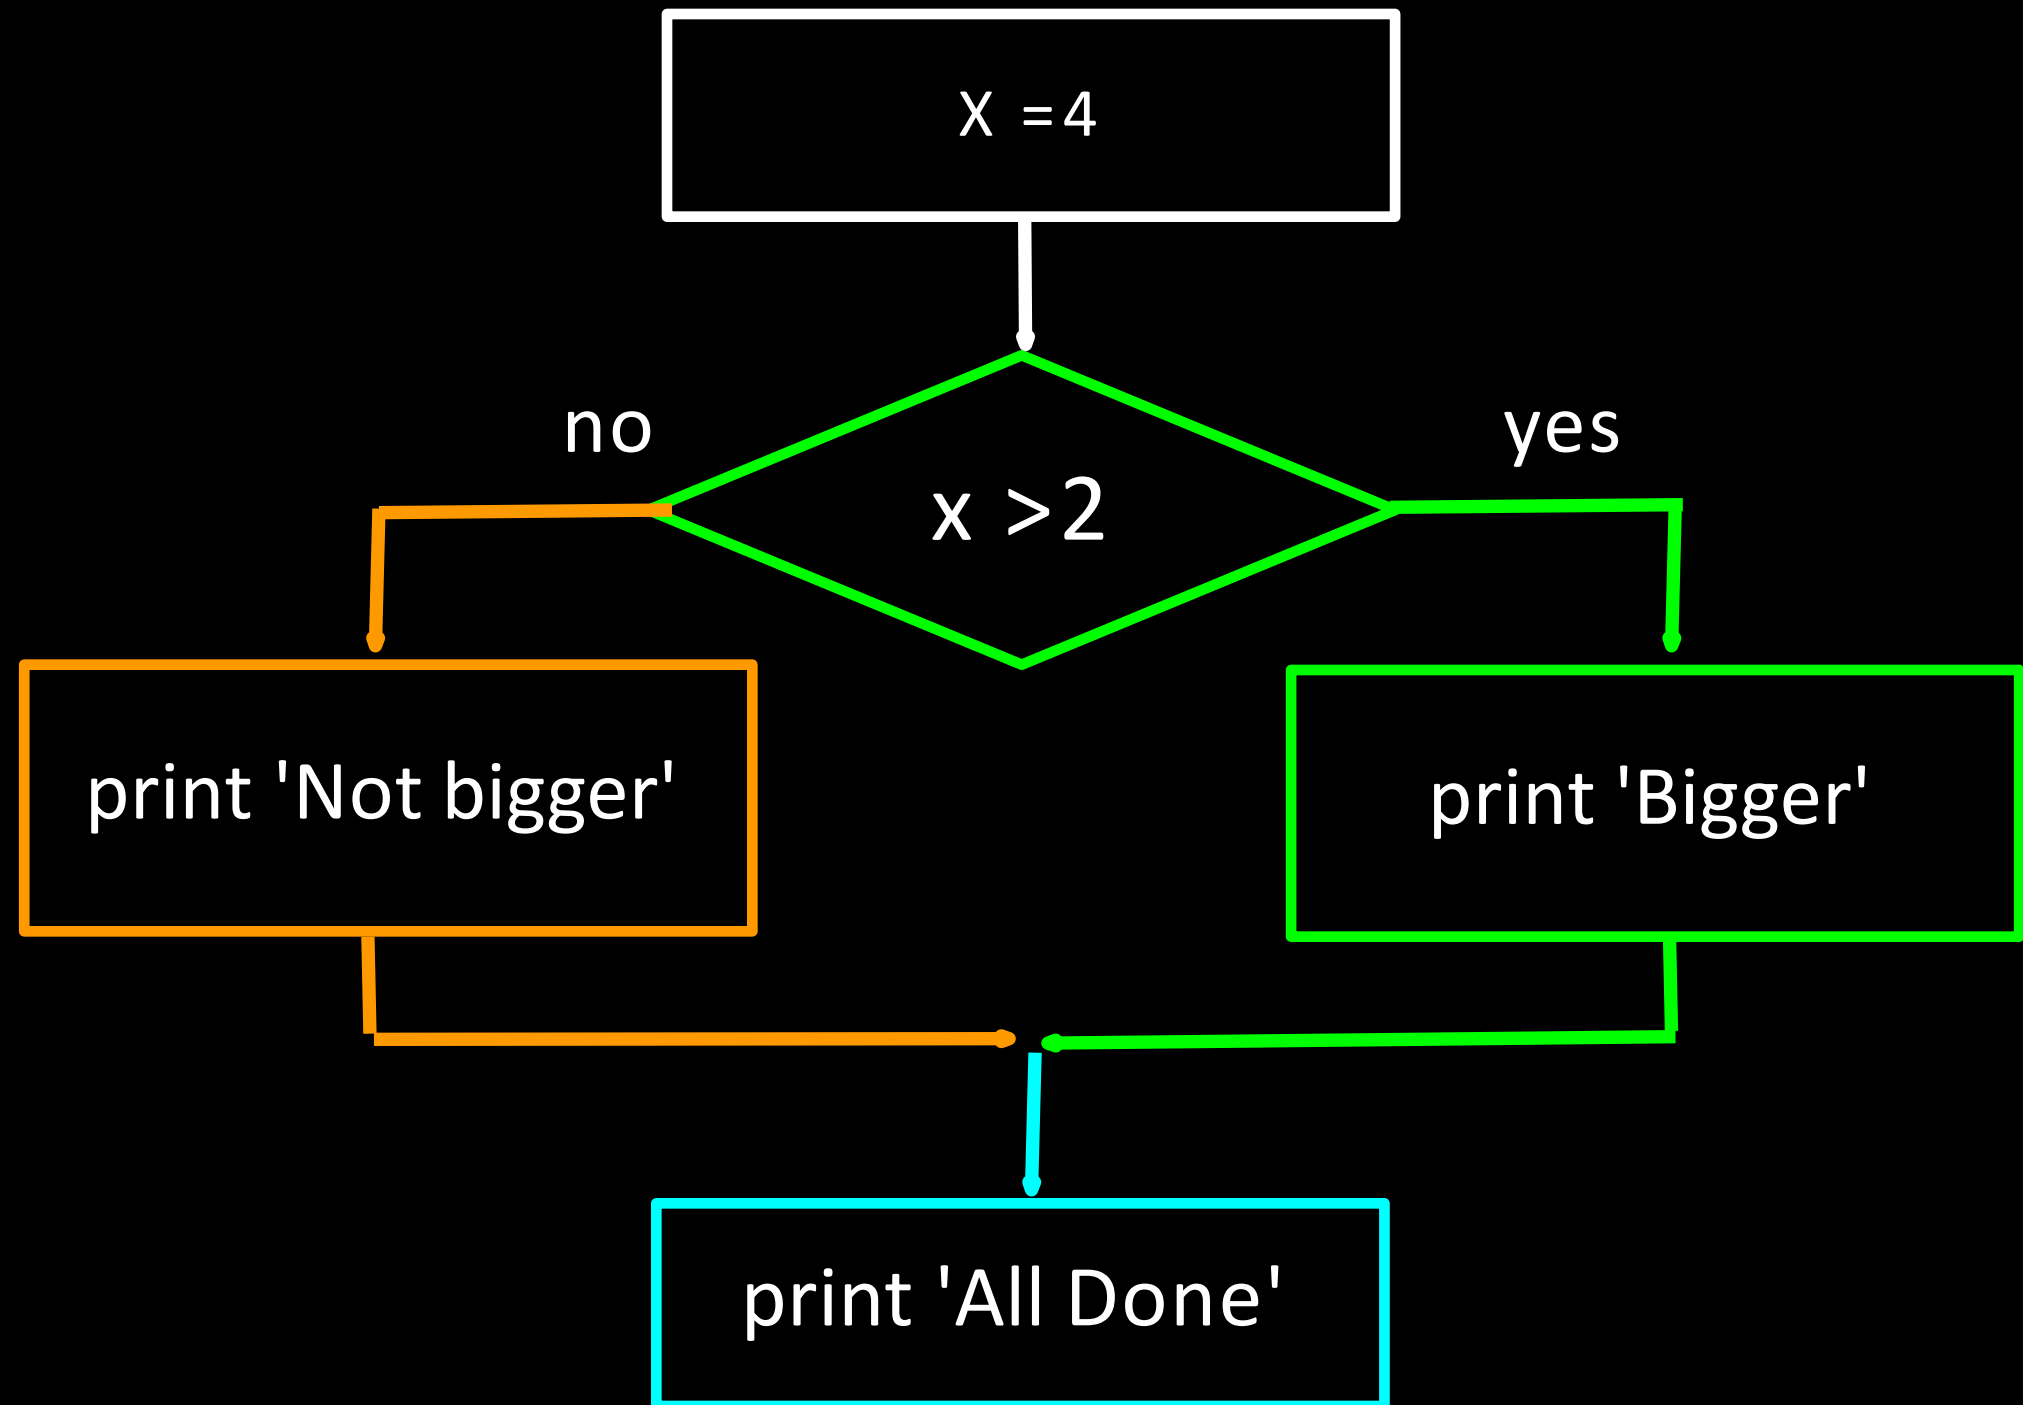 X =4
no
yes
x >2
print 'Not bigger'
print 'Bigger'
print 'All Done'